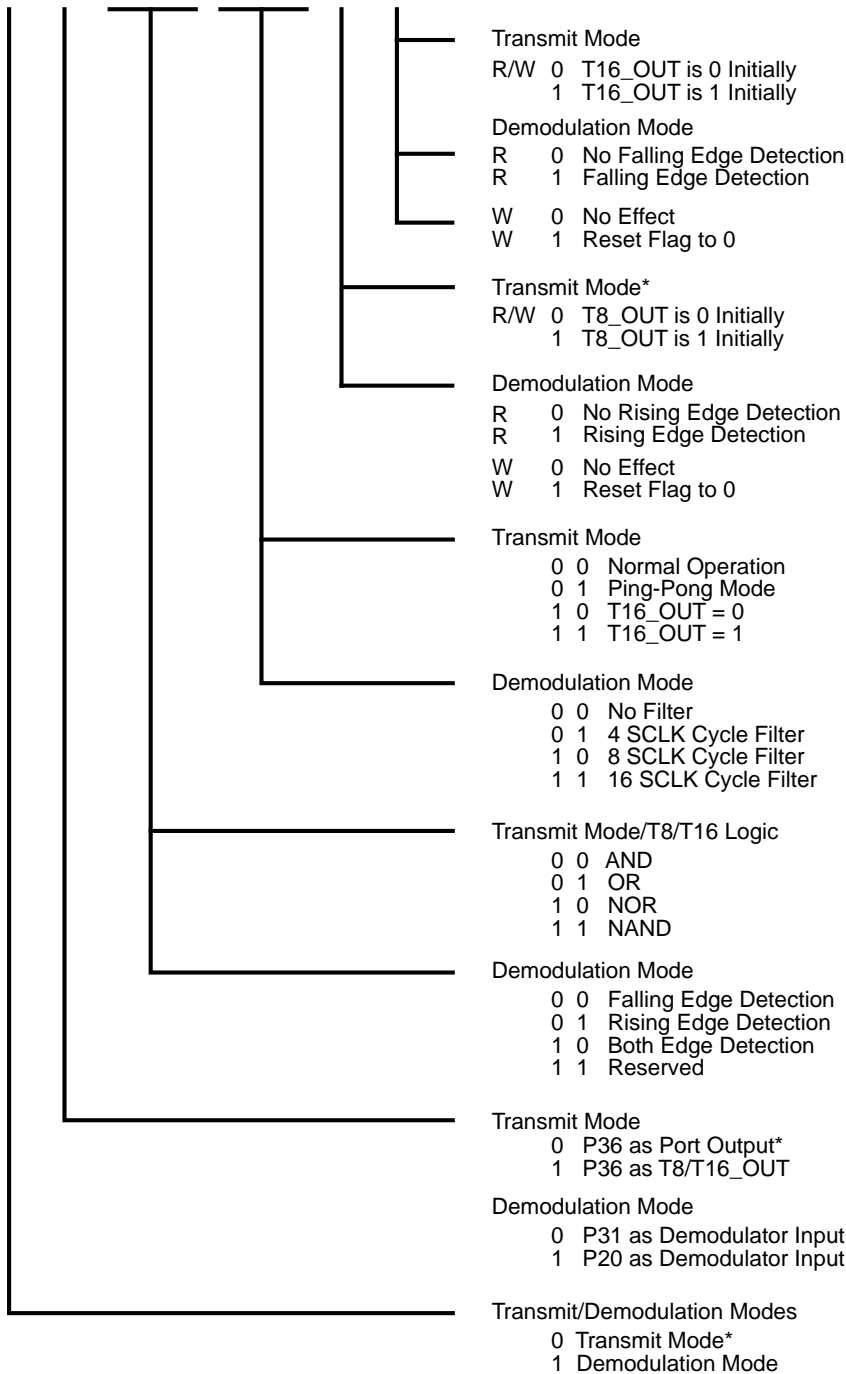 Transmit Mode
R/W 0 T16_OUT is 0 Initially
1 T16_OUT is 1 Initially
Demodulation Mode
R 0 No Falling Edge Detection
R 1 Falling Edge Detection
W 0 No Effect
W 1 Reset Flag to 0
Transmit Mode*
R/W 0 T8_OUT is 0 Initially
1 T8_OUT is 1 Initially
Demodulation Mode
R 0 No Rising Edge Detection
R 1 Rising Edge Detection
W 0 No Effect
W 1 Reset Flag to 0
Transmit Mode
0 0 Normal Operation
0 1 Ping-Pong Mode
1 0 T16_OUT = 0
1 1 T16_OUT = 1
Demodulation Mode
0 0 No Filter
0 1 4 SCLK Cycle Filter
1 0 8 SCLK Cycle Filter
1 1 16 SCLK Cycle Filter
Transmit Mode/T8/T16 Logic
0 0 AND
0 1 OR
1 0 NOR
1 1 NAND
Demodulation Mode
0 0 Falling Edge Detection
0 1 Rising Edge Detection
1 0 Both Edge Detection
1 1 Reserved
Transmit Mode
0 P36 as Port Output*
1 P36 as T8/T16_OUT
Demodulation Mode
0 P31 as Demodulator Input
1 P20 as Demodulator Input
Transmit/Demodulation Modes
0 Transmit Mode*
1 Demodulation Mode